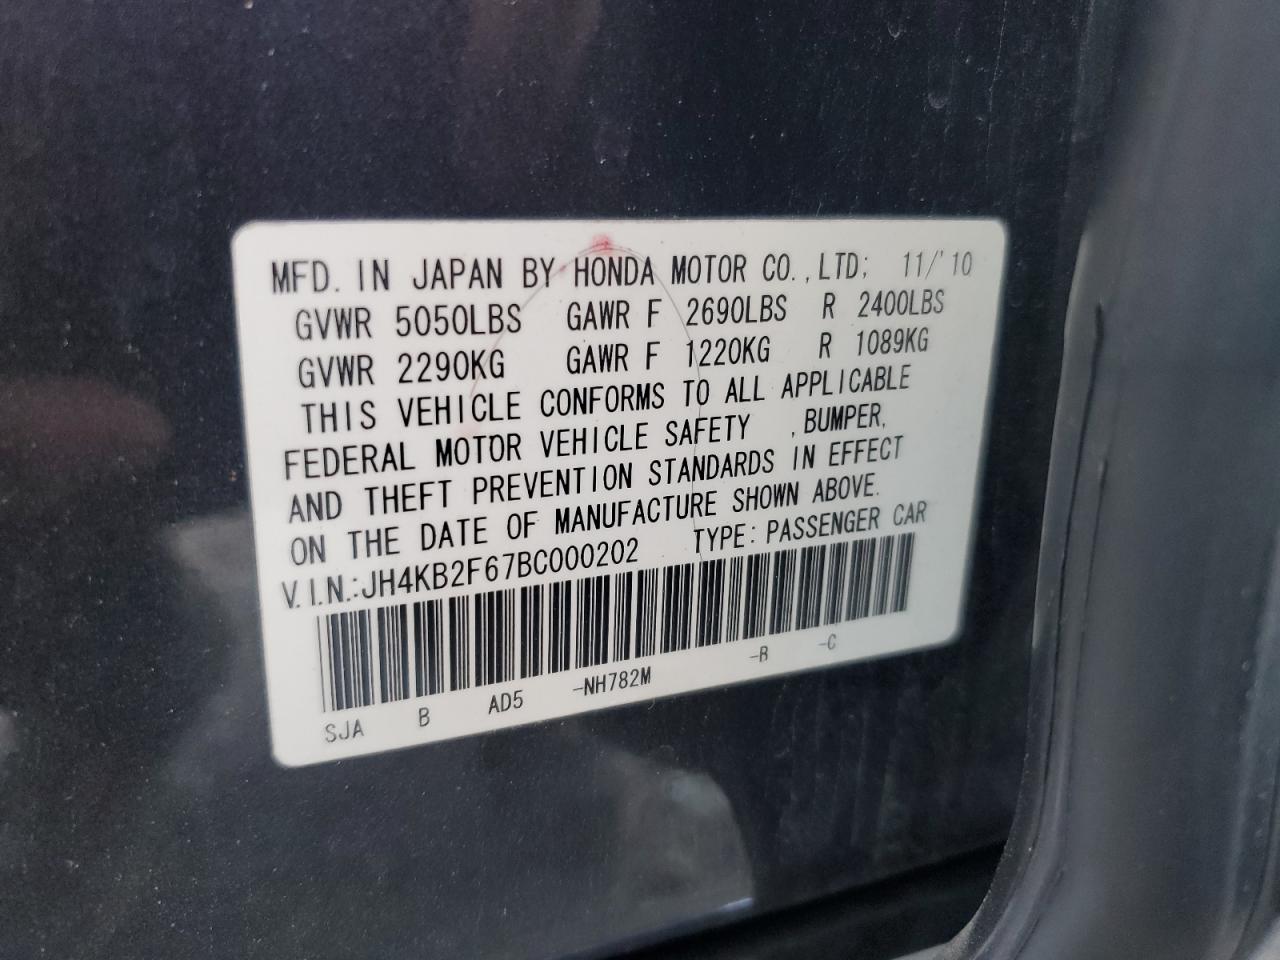 MFD. IN JAPAN BY HONDA MOTOR CO.,LTD; 11/'10
GVWR 5050LBS GAWR F 2690LBS R 2400LBS
GVWR 2290KG GAWR F 1220KG R 1089KG
THIS VEHICLE CONFORMS TO ALL APPLICABLE
FEDERAL MOTOR VEHICLE SAFETY ,BUMPER,
AND THEFT PREVENTION STANDARDS IN EFFECT
ON THE DATE OF MANUFACTURE SHOWN ABOVE.
V.I.N.:JH4KB2F67BC000202 TYPE:PASSENGER CAR
SJA B AD5 -NH782M -B -C